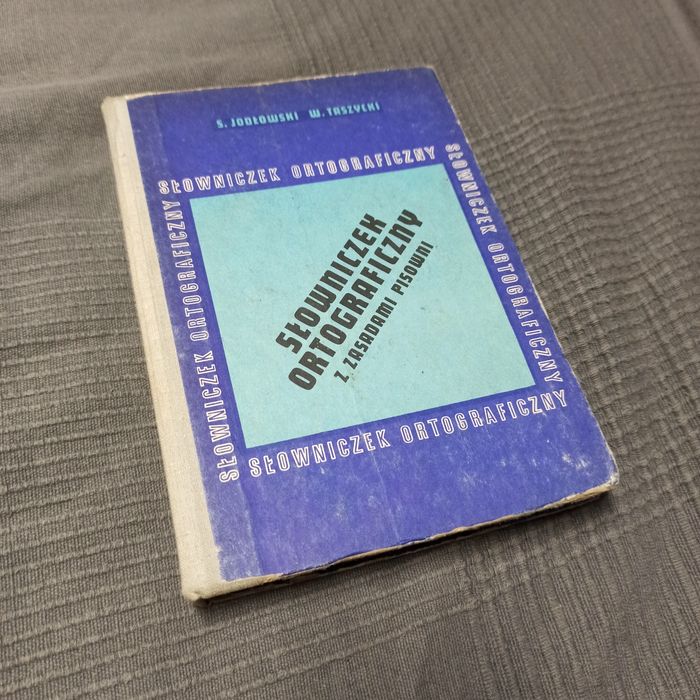 S. JODŁOWSKI W. TASZYCKI
SŁOWNICZEK ORTOGRAFICZNY
SŁOWNICZEK ORTOGRAFICZNY
SŁOWNICZEK ORTOGRAFICZNY
SŁOWNICZEK
ORTOGRAFICZNY
Z ZASADAMI PISOWNI
SŁOWNICZEK ORTOGRAFICZNY